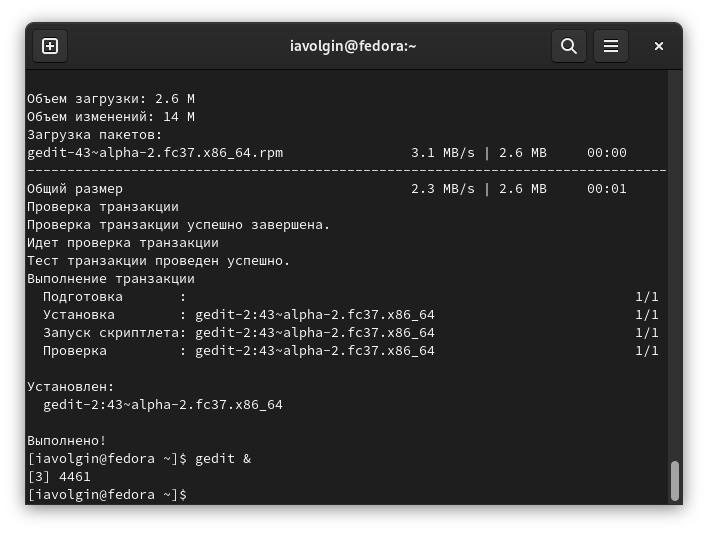 iavolgin@fedora:~
Объем загрузки: 2.6 M
Объем изменений: 14 M
Загрузка пакетов:
gedit-43~alpha-2.fc37.x86_64.rpm                3.1 MB/s | 2.6 MB     00:00
--------------------------------------------------------------------------------
Общий размер                                    2.3 MB/s | 2.6 MB     00:01
Проверка транзакции
Проверка транзакции успешно завершена.
Идет проверка транзакции
Тест транзакции проведен успешно.
Выполнение транзакции
  Подготовка       :                                                        1/1
  Установка        : gedit-2:43~alpha-2.fc37.x86_64                         1/1
  Запуск скриптлета: gedit-2:43~alpha-2.fc37.x86_64                         1/1
  Проверка         : gedit-2:43~alpha-2.fc37.x86_64                         1/1
Установлен:
  gedit-2:43~alpha-2.fc37.x86_64
Выполнено!
[iavolgin@fedora ~]$ gedit &
[3] 4461
[iavolgin@fedora ~]$